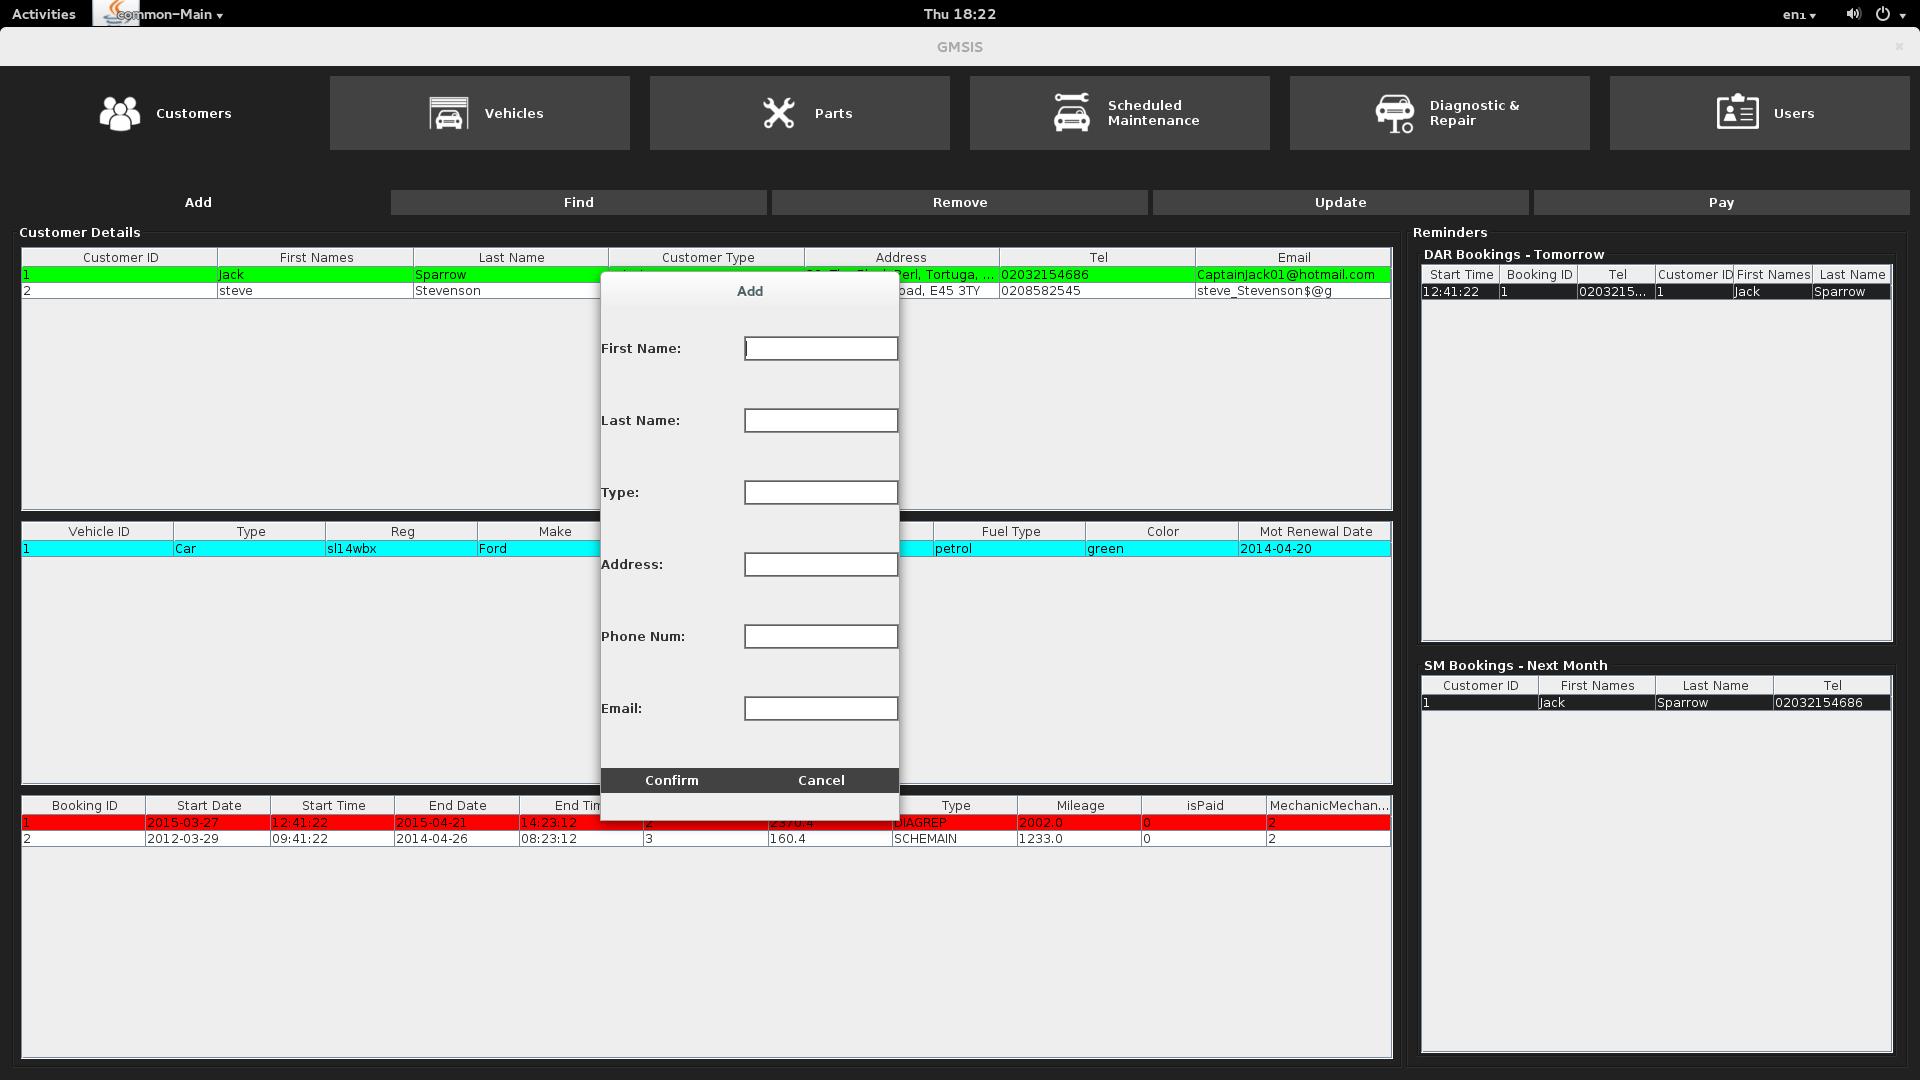 Activities common-Main Thu 18:22 en₁
GMSIS
Customers Vehicles Parts Scheduled Maintenance Diagnostic & Repair Users
Add Find Remove Update Pay
Customer Details
Customer ID First Names Last Name Customer Type Address Tel Email
1 Jack Sparrow Perl, Tortuga, ... 02032154686 CaptainJack01@hotmail.com
2 steve Stevenson oad, E45 3TY 0208582545 steve_Stevenson$@g
Add
First Name:
Last Name:
Type:
Address:
Phone Num:
Email:
Confirm Cancel
Vehicle ID Type Reg Make Fuel Type Color Mot Renewal Date
1 Car sl14wbx Ford petrol green 2014-04-20
Booking ID Start Date Start Time End Date End Tim Type Mileage isPaid MechanicMechan...
1 2015-03-27 12:41:22 2015-04-21 14:23:12 2 2370.4 DIAGREP 2002.0 0 2
2 2012-03-29 09:41:22 2014-04-26 08:23:12 3 160.4 SCHEMAIN 1233.0 0 2
Reminders
DAR Bookings - Tomorrow
Start Time Booking ID Tel Customer ID First Names Last Name
12:41:22 1 0203215... 1 Jack Sparrow
SM Bookings - Next Month
Customer ID First Names Last Name Tel
1 Jack Sparrow 02032154686